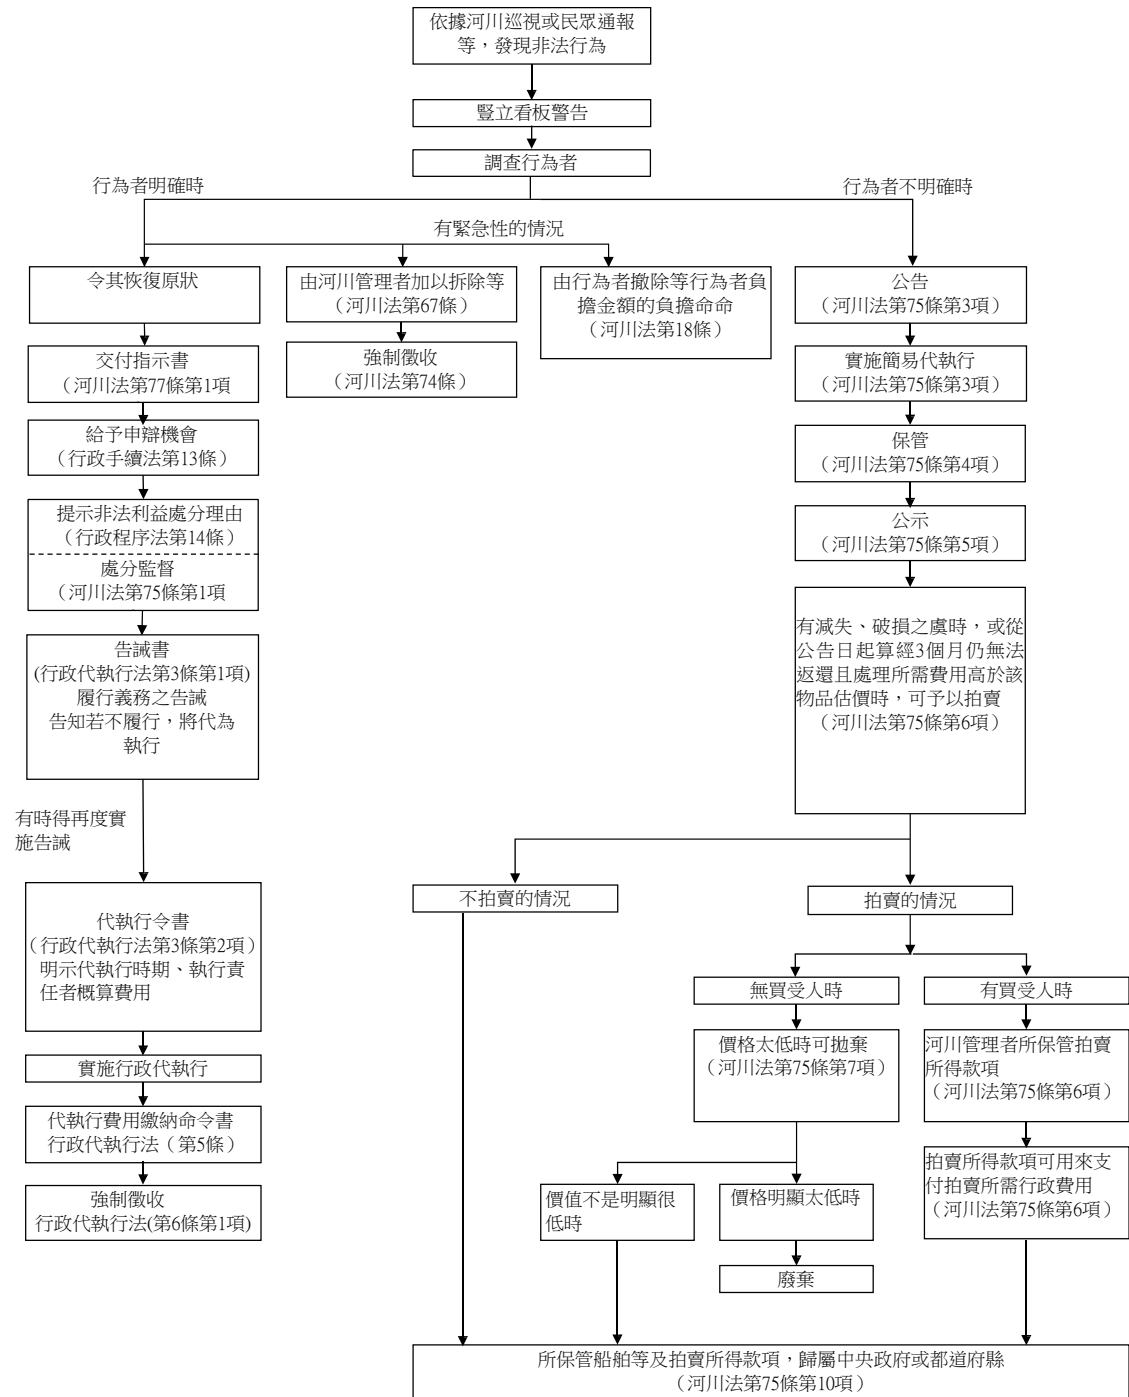 依據河川巡視或民眾通報
等，發現非法行為
豎立看板警告
調查行為者
行為者明確時
行為者不明確時
有緊急性的情況
令其恢復原狀
由河川管理者加以拆除等
（河川法第67條）
由行為者撤除等行為者負
擔金額的負擔命命
（河川法第18條）
公告
（河川法第75條第3項）
交付指示書
（河川法第77條第1項
強制徵收
（河川法第74條）
實施簡易代執行
（河川法第75條第3項）
給予申辯機會
（行政手續法第13條）
保管
（河川法第75條第4項）
提示非法利益處分理由
（行政程序法第14條）
處分監督
（河川法第75條第1項
公示
（河川法第75條第5項）
告誡書
(行政代執行法第3條第1項)
履行義務之告誡
告知若不履行，將代為
執行
有減失、破損之虞時，或從
公告日起算經3個月仍無法
返還且處理所需費用高於該
物品估價時，可予以拍賣
（河川法第75條第6項）
有時得再度實
施告誡
不拍賣的情況
拍賣的情況
代執行令書
（行政代執行法第3條第2項）
明示代執行時期、執行責
任者概算費用
無買受人時
有買受人時
實施行政代執行
價格太低時可拋棄
（河川法第75條第7項）
河川管理者所保管拍賣
所得款項
（河川法第75條第6項）
代執行費用繳納命令書
行政代執行法（第5條）
強制徵收
行政代執行法(第6條第1項)
價值不是明顯很
低時
價格明顯太低時
拍賣所得款項可用來支
付拍賣所需行政費用
（河川法第75條第6項）
廢棄
所保管船舶等及拍賣所得款項，歸屬中央政府或都道府縣
（河川法第75條第10項）